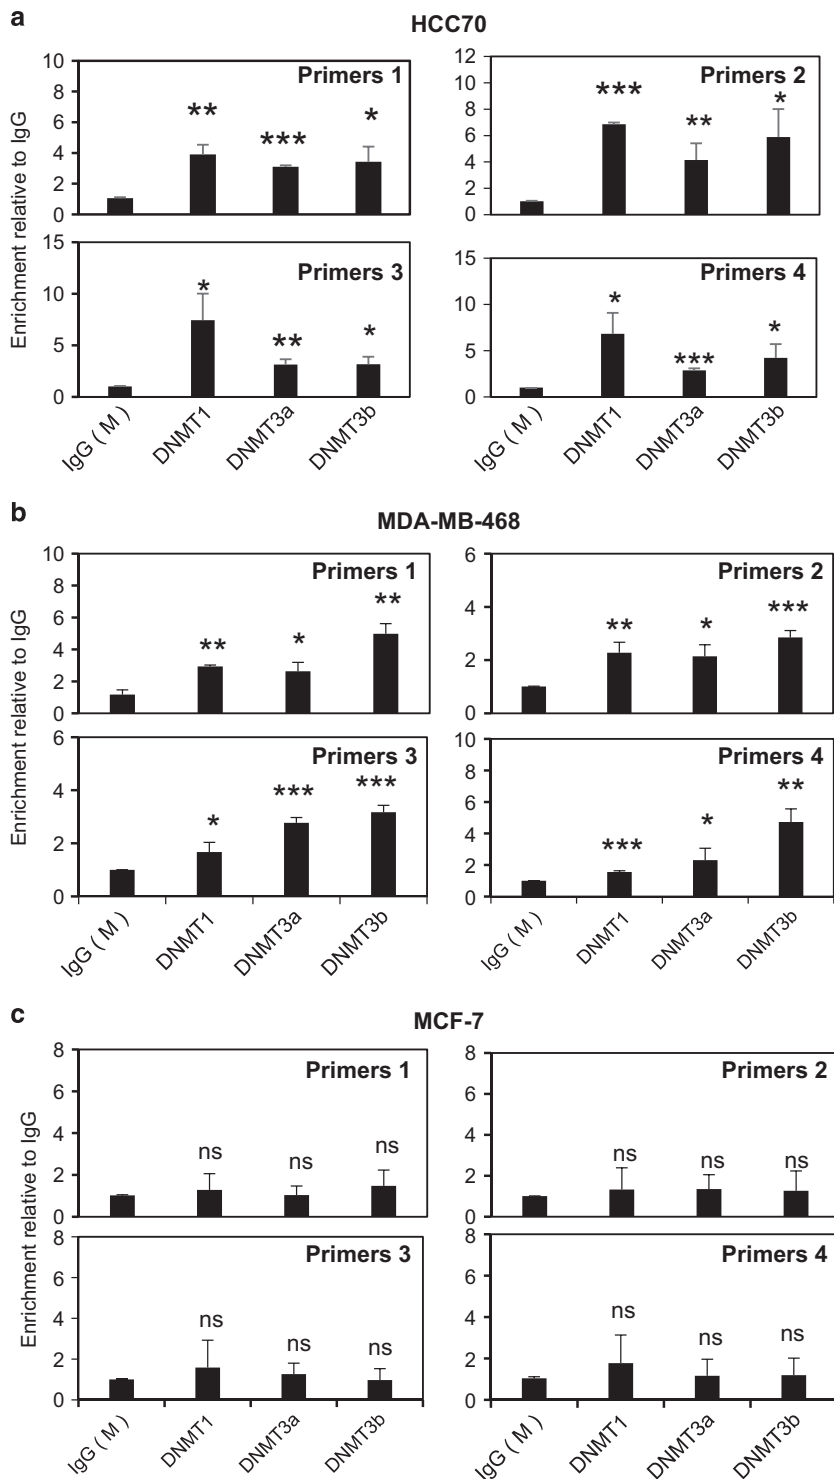 a
HCC70
Enrichment relative to IgG
10
8
6
4
2
0
Primers 1
**
***
*
12
10
8
6
4
2
0
Primers 2
***
**
*
15
10
5
0
Primers 3
*
**
*
IgG ( M )
DNMT1
DNMT3a
DNMT3b
15
10
5
0
Primers 4
*
***
*
IgG ( M )
DNMT1
DNMT3a
DNMT3b
b
MDA-MB-468
Enrichment relative to IgG
10
8
6
4
2
0
Primers 1
**
*
**
6
4
2
0
Primers 2
**
*
***
6
4
2
0
Primers 3
*
***
***
IgG ( M )
DNMT1
DNMT3a
DNMT3b
10
8
6
4
2
0
Primers 4
***
*
**
IgG ( M )
DNMT1
DNMT3a
DNMT3b
c
MCF-7
Enrichment relative to IgG
8
6
4
2
0
Primers 1
ns
ns
ns
8
6
4
2
0
Primers 2
ns
ns
ns
8
6
4
2
0
Primers 3
ns
ns
ns
IgG ( M )
DNMT1
DNMT3a
DNMT3b
8
6
4
2
0
Primers 4
ns
ns
ns
IgG ( M )
DNMT1
DNMT3a
DNMT3b